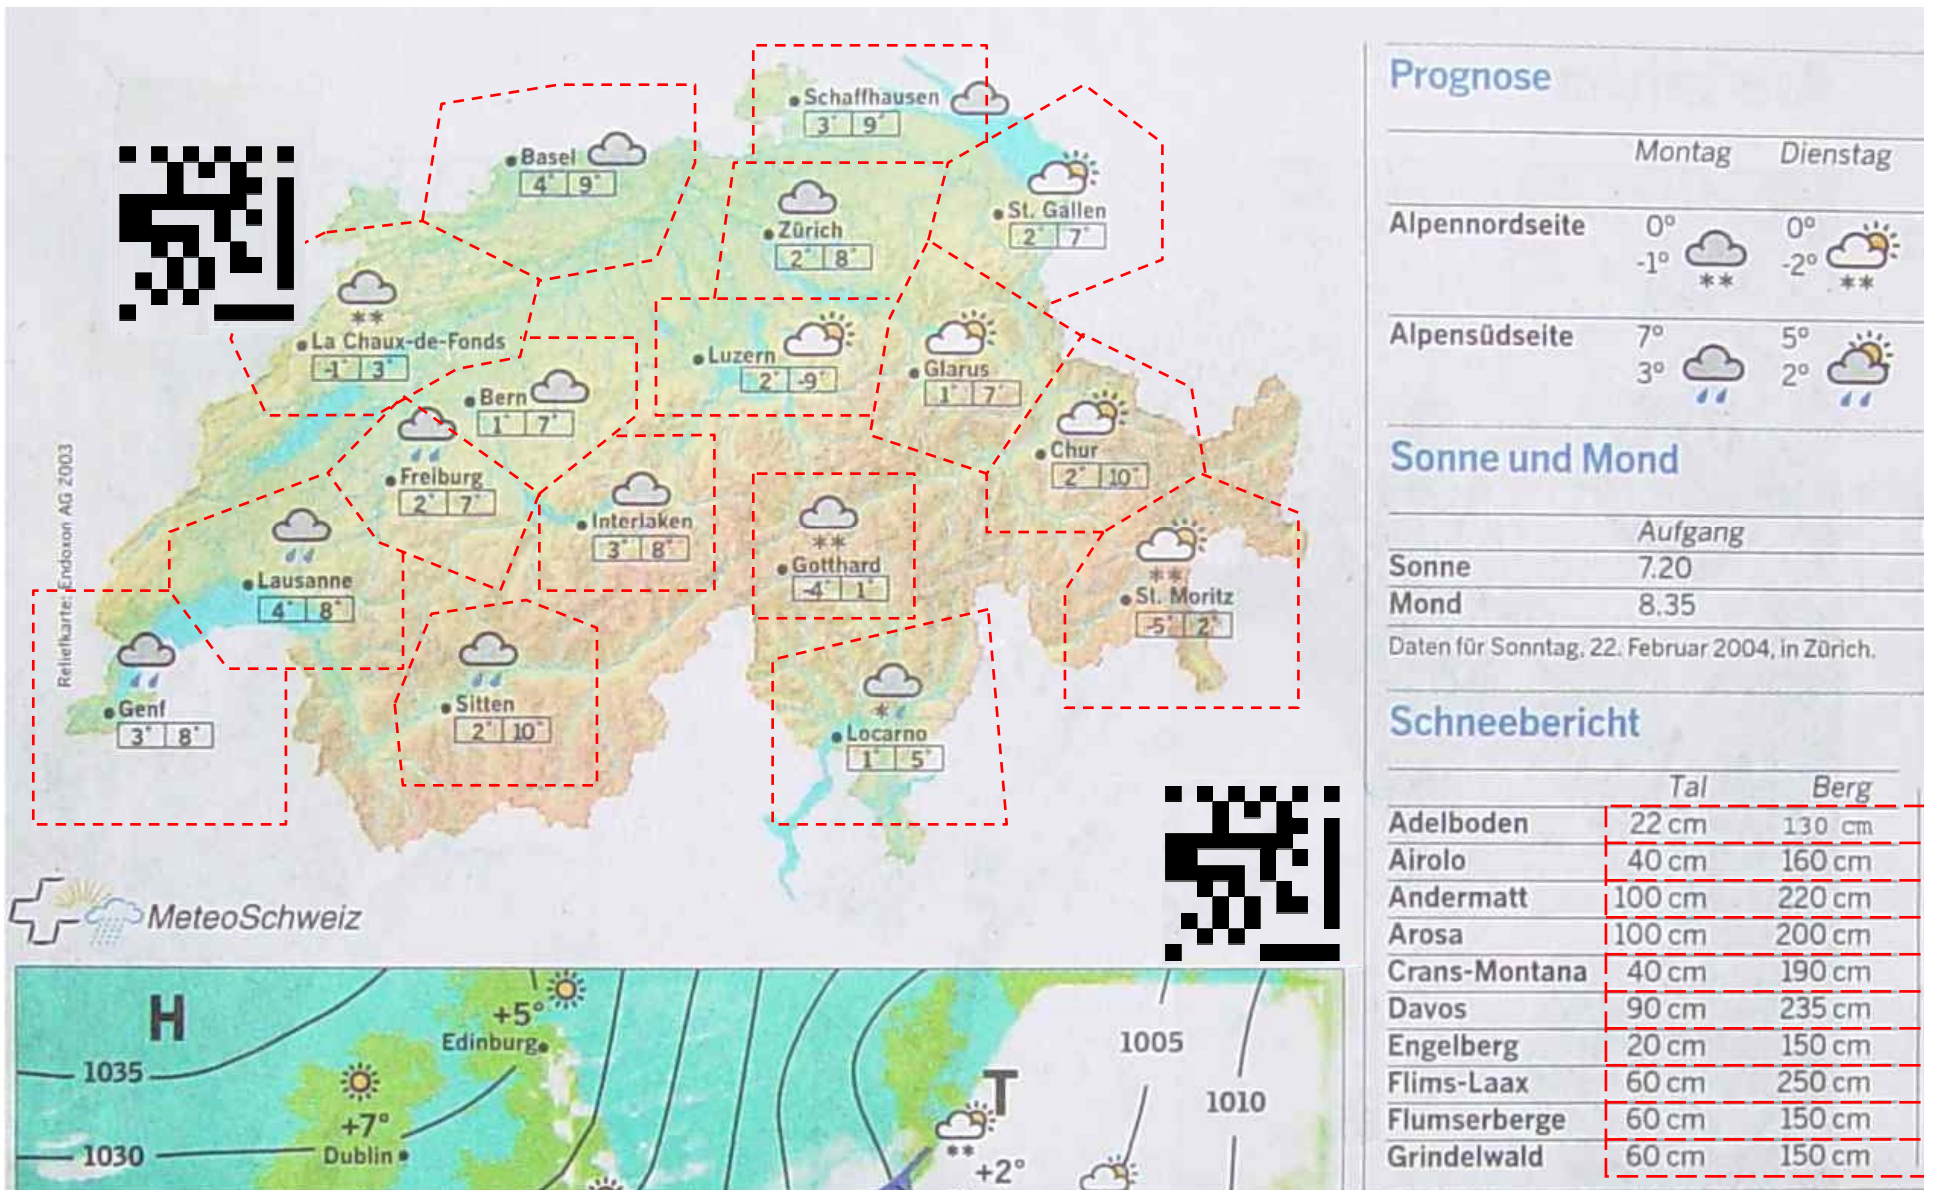 Schaffhausen
3° 9°
Basel
4° 9°
St. Gallen
2° 7°
Zürich
2° 8°
La Chaux-de-Fonds
-1° 3°
Luzern
2° -9°
Glarus
1° 7°
Bern
1° 7°
Chur
2° 10°
Freiburg
2° 7°
Interlaken
3° 8°
Gotthard
-4° 1°
Lausanne
4° 8°
St. Moritz
-5° 2°
Genf
3° 8°
Sitten
2° 10°
Locarno
1° 5°
Reliefkarte: Endoxon AG 2003
MeteoSchweiz
H
+5°
Edinburg
1035
+7°
1030
Dublin
1005
T
1010
+2°
Prognose
Montag Dienstag
Alpennordseite 0° 0°
-1° -2°
Alpensüdseite 7° 5°
3° 2°
Sonne und Mond
Aufgang
Sonne 7.20
Mond 8.35
Daten für Sonntag, 22. Februar 2004, in Zürich.
Schneebericht
Tal Berg
Adelboden 22 cm 130 cm
Airolo 40 cm 160 cm
Andermatt 100 cm 220 cm
Arosa 100 cm 200 cm
Crans-Montana 40 cm 190 cm
Davos 90 cm 235 cm
Engelberg 20 cm 150 cm
Flims-Laax 60 cm 250 cm
Flumserberge 60 cm 150 cm
Grindelwald 60 cm 150 cm